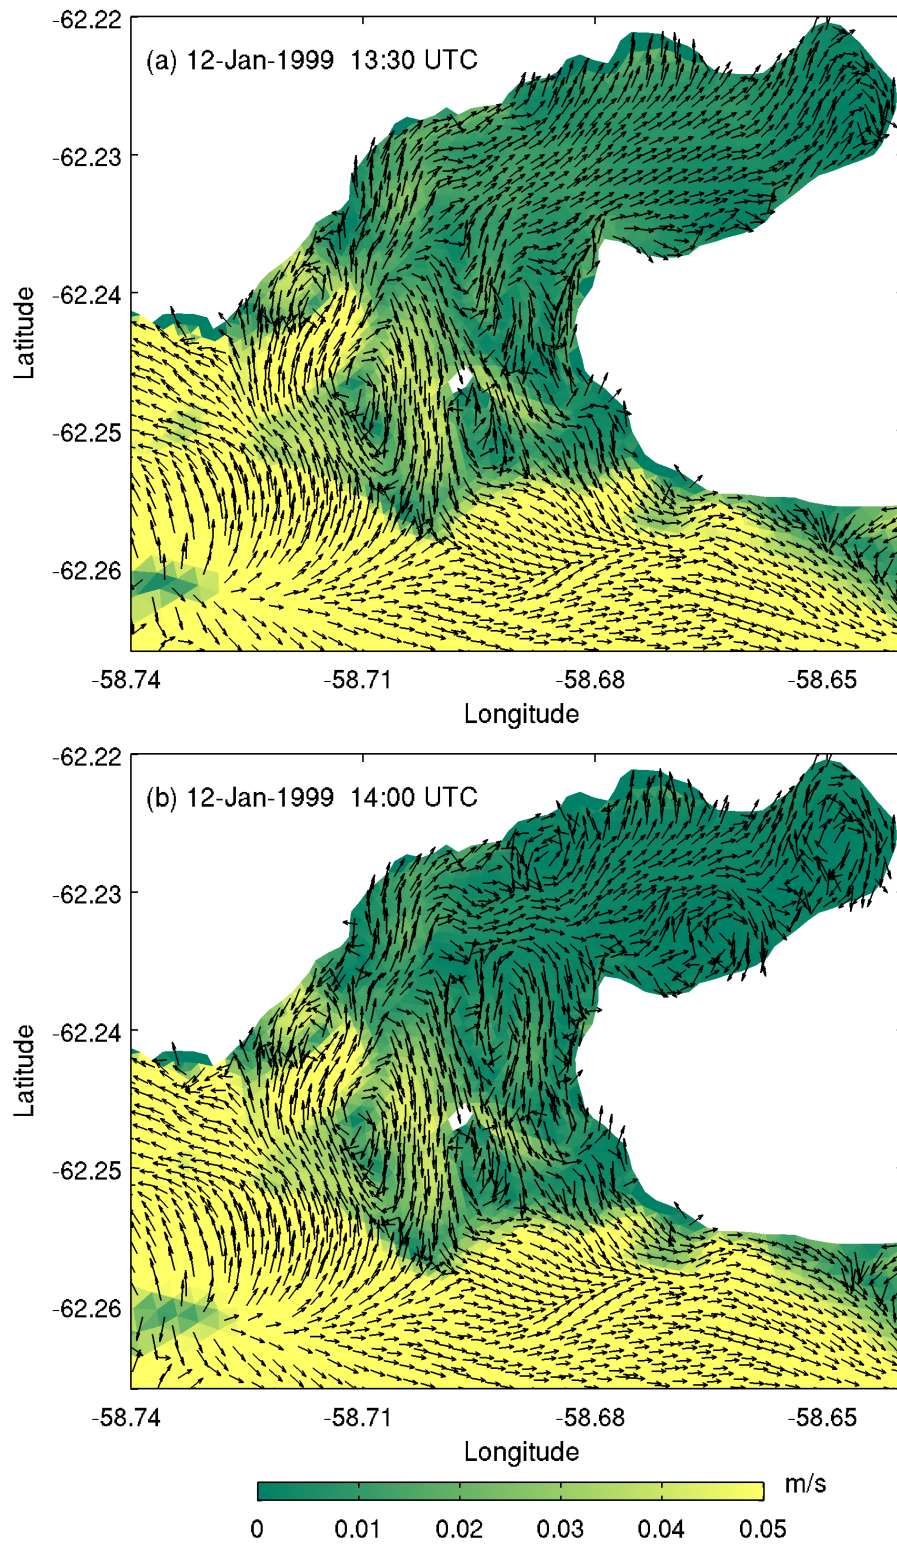 -62.22
(a) 12-Jan-1999  13:30 UTC
-62.23
-62.24
Latitude
-62.25
-62.26
-58.74 -58.71 -58.68 -58.65
Longitude
-62.22
(b) 12-Jan-1999  14:00 UTC
-62.23
-62.24
Latitude
-62.25
-62.26
-58.74 -58.71 -58.68 -58.65
Longitude
m/s
0 0.01 0.02 0.03 0.04 0.05